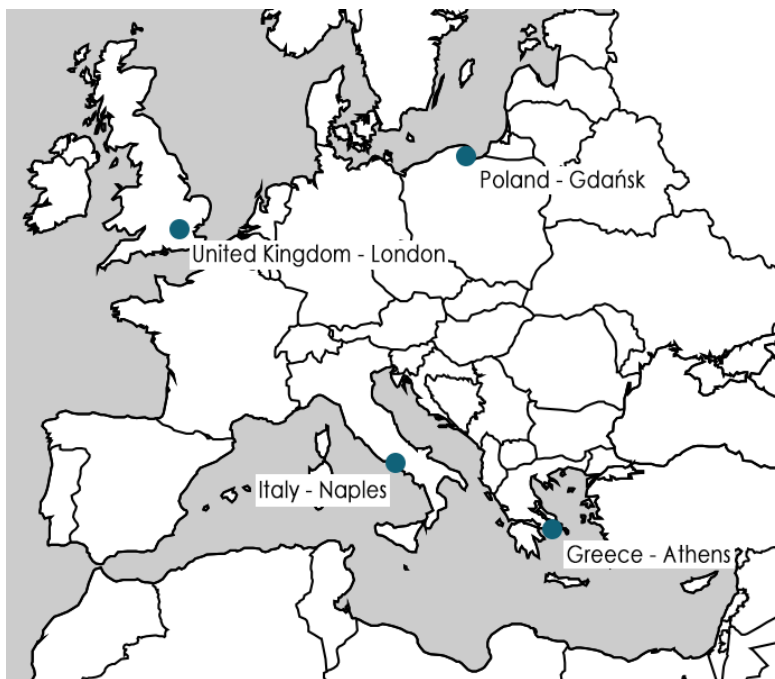 Poland - Gdańsk
United Kingdom - London
Italy - Naples
Greece - Athens